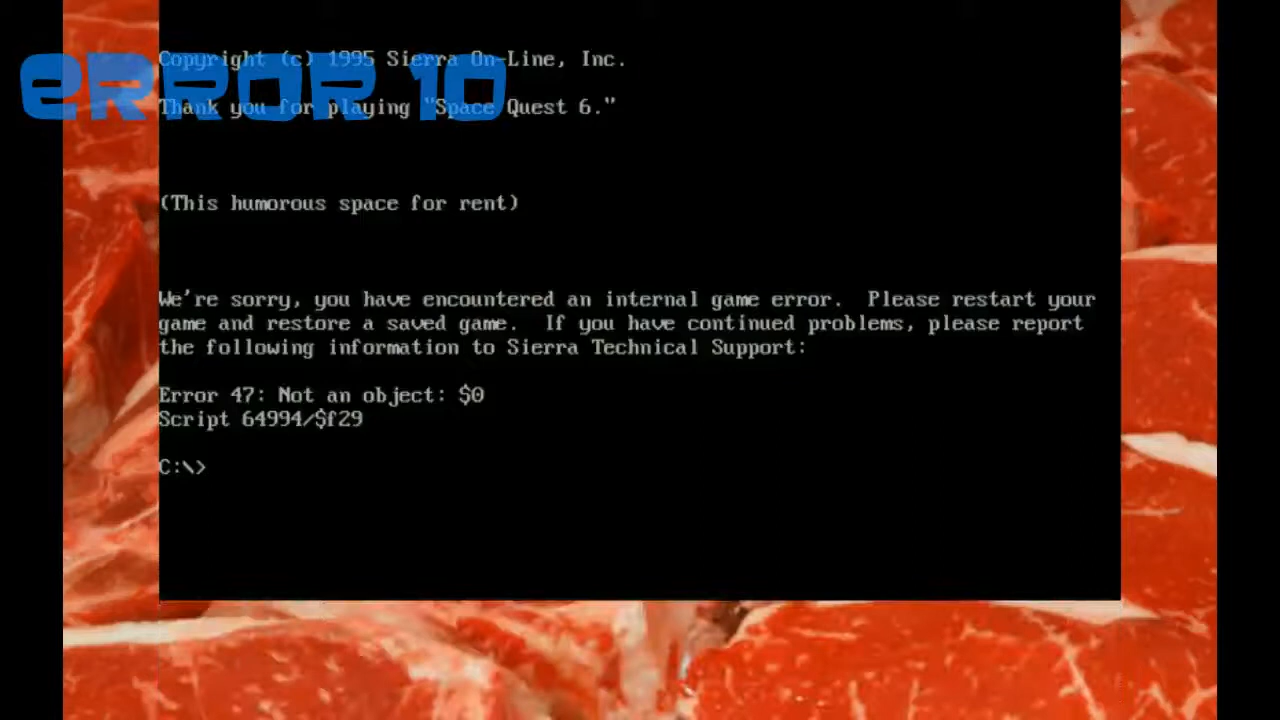 Copyright (c) 1995 Sierra On-Line, Inc.
ERROR 10
Thank you for playing "Space Quest 6."
(This humorous space for rent)
We're sorry, you have encountered an internal game error.  Please restart your
game and restore a saved game.  If you have continued problems, please report
the following information to Sierra Technical Support:
Error 47: Not an object: $0
Script 64994/$f29
C:\>